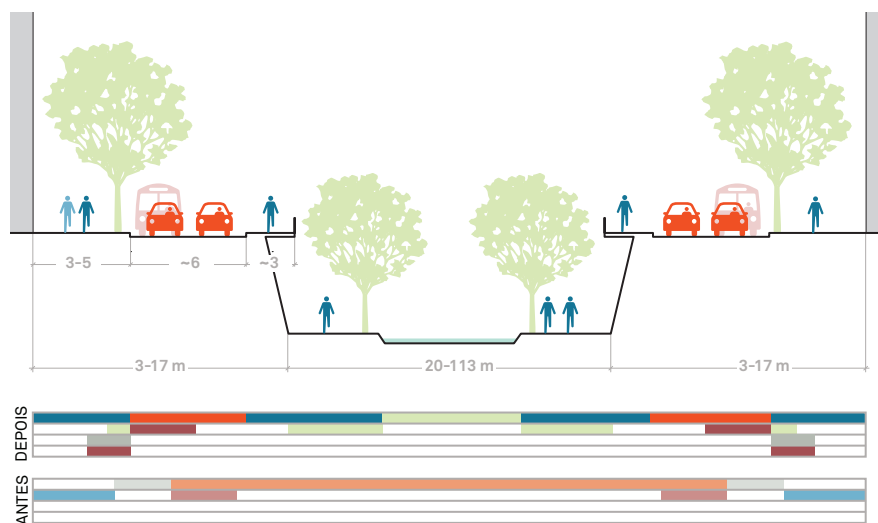 3-5
~6
~3
3-17 m
20-113 m
3-17 m
DEPOIS
ANTES